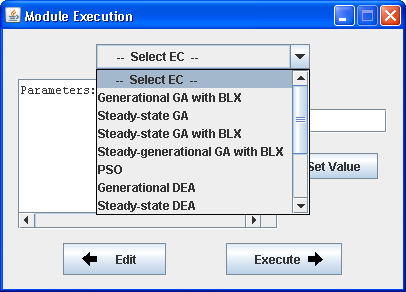 Module Execution
-- Select EC --
-- Select EC --
Generational GA with BLX
Parameters:
Steady-state GA
Steady-state GA with BLX
Steady-generational GA with BLX
PSO
Set Value
Generational DEA
Steady-state DEA
Edit
Execute